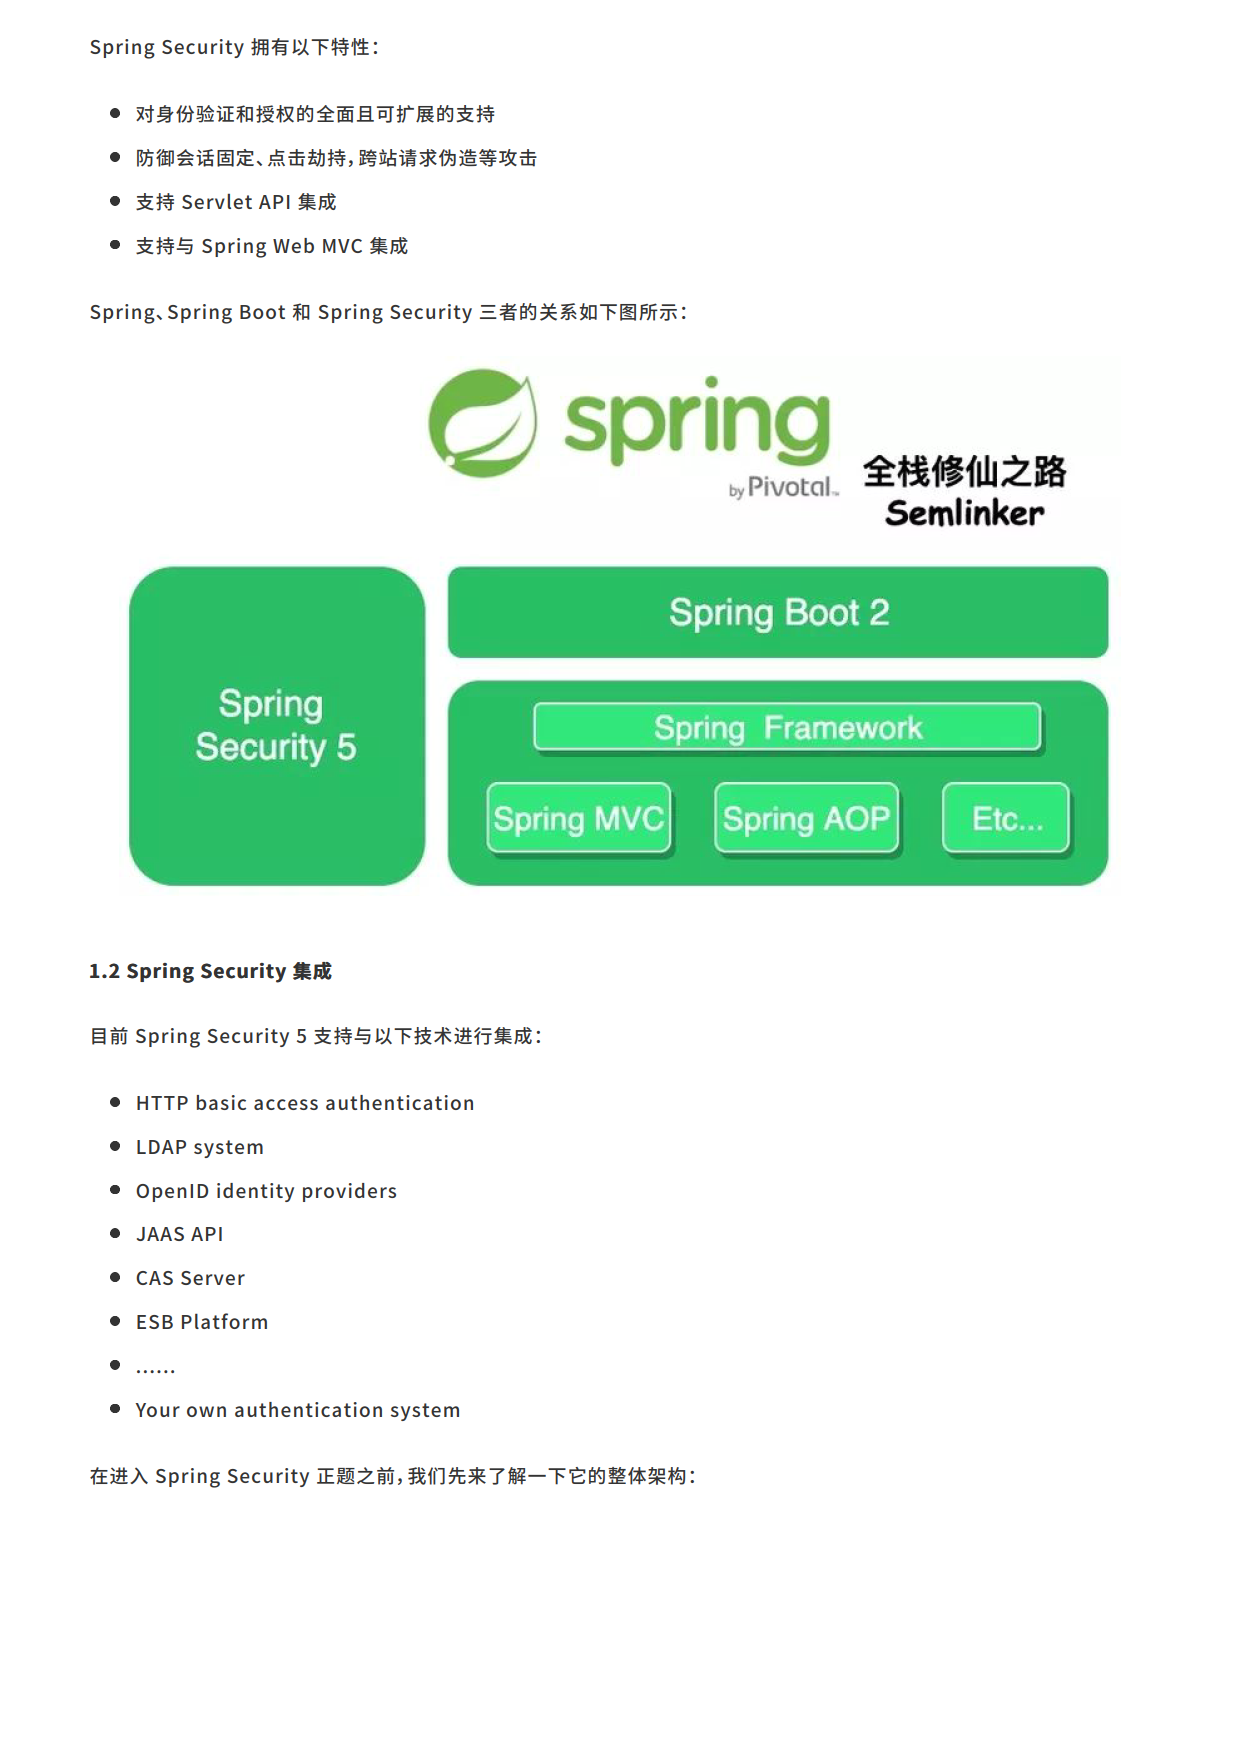 Spring Security 拥有以下特性：
对身份验证和授权的全面且可扩展的支持
防御会话固定、点击劫持，跨站请求伪造等攻击
支持 Servlet API 集成
支持与 Spring Web MVC 集成
Spring、Spring Boot 和 Spring Security 三者的关系如下图所示：
spring
by Pivotal™
全栈修仙之路
Semlinker
Spring Boot 2
Spring
Security 5
Spring Framework
Spring MVC
Spring AOP
Etc...
1.2 Spring Security 集成
目前 Spring Security 5 支持与以下技术进行集成：
HTTP basic access authentication
LDAP system
OpenID identity providers
JAAS API
CAS Server
ESB Platform
......
Your own authentication system
在进入 Spring Security 正题之前，我们先来了解一下它的整体架构：